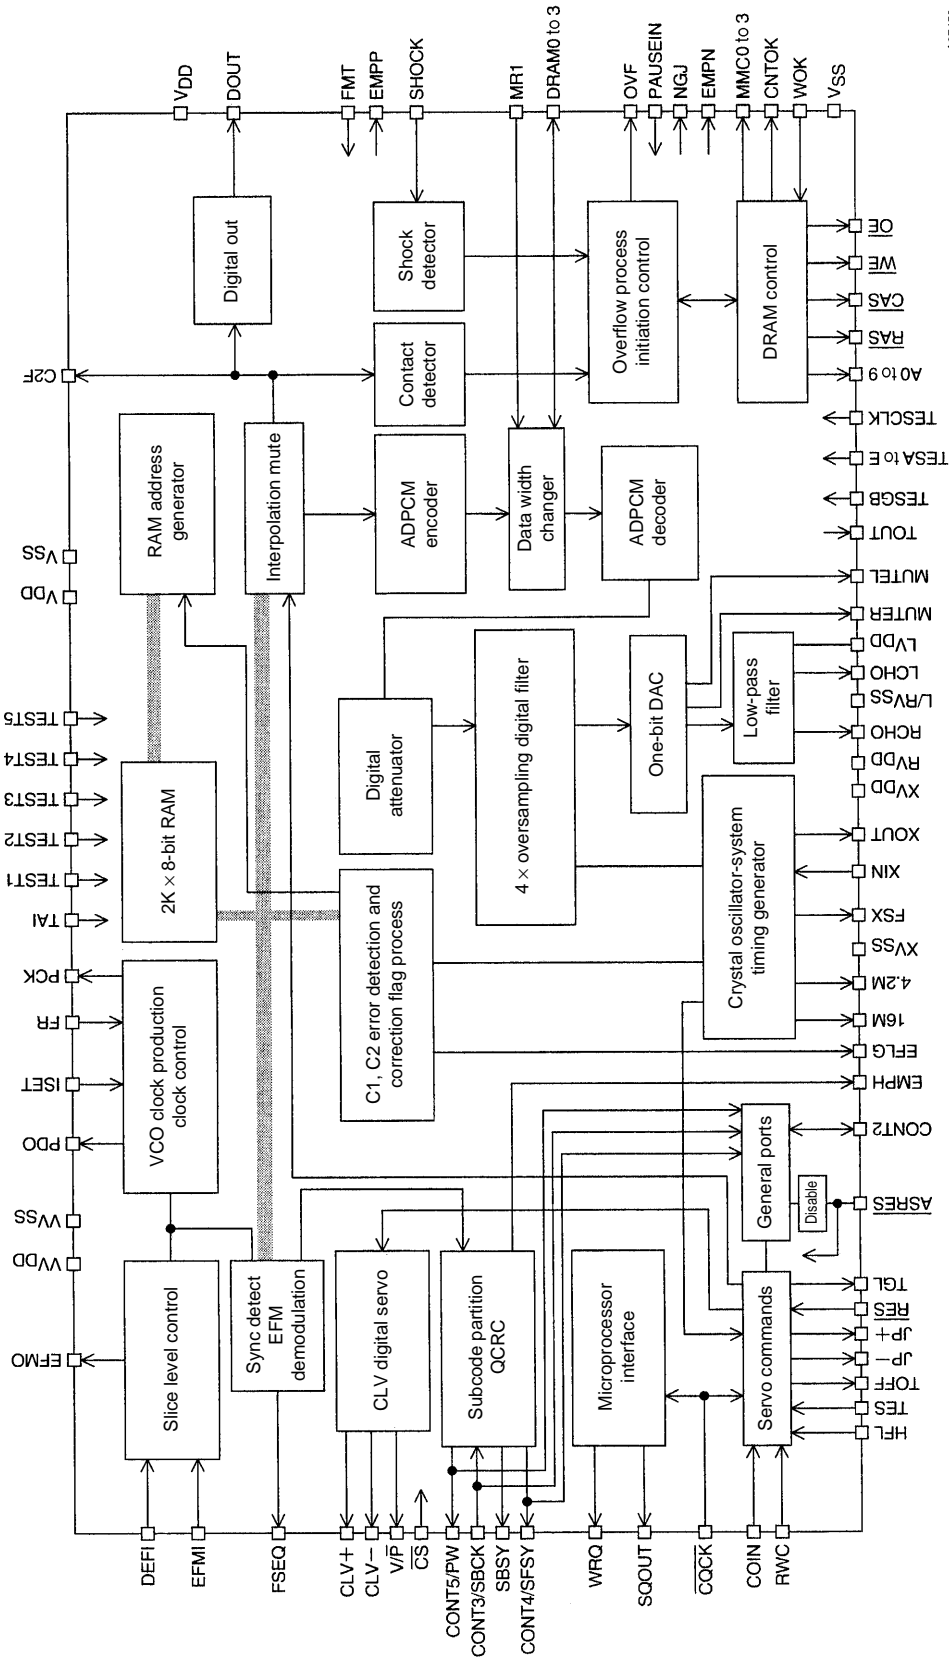 DEFI
EFMI
FSEQ
CLV+
CLV−
V/P
CS
CONT5/PW
CONT3/SBCK
SBSY
CONT4/SFSY
WRQ
SQOUT
CQCK
COIN
RWC
EFMO
VVDD
VVSS
PDO
ISET
FR
PCK
TAI
TEST1
TEST2
TEST3
TEST4
TEST5
VDD
VSS
C2F
Slice level control
VCO clock production
clock control
2K × 8-bit RAM
RAM address
generator
Digital out
Sync detect
EFM
demodulation
Interpolation mute
CLV digital servo
C1, C2 error detection and
correction flag process
Digital
attenuator
ADPCM
encoder
Contact
detector
Shock
detector
Subcode partition
QCRC
4 × oversampling digital filter
Data width
changer
Microprocessor
interface
One-bit DAC
ADPCM
decoder
Overflow process
initiation control
Servo commands
General ports
Disable
Crystal oscillator-system
timing generator
Low-pass
filter
DRAM control
VDD
DOUT
FMT
EMPP
SHOCK
MR1
DRAM0 to 3
OVF
PAUSEIN
NGJ
EMPN
MMC0 to 3
CNTOK
WOK
VSS
HFL
TES
TOFF
JP−
JP+
RES
TGL
ASRES
CONT2
EMPH
EFLG
16M
4.2M
XVSS
FSX
XIN
XOUT
XVDD
RVDD
RCHO
L/RVSS
LCHO
LVDD
MUTER
MUTEL
TOUT
TESGB
TESA to E
TESCLK
A0 to 9
RAS
CAS
WE
OE